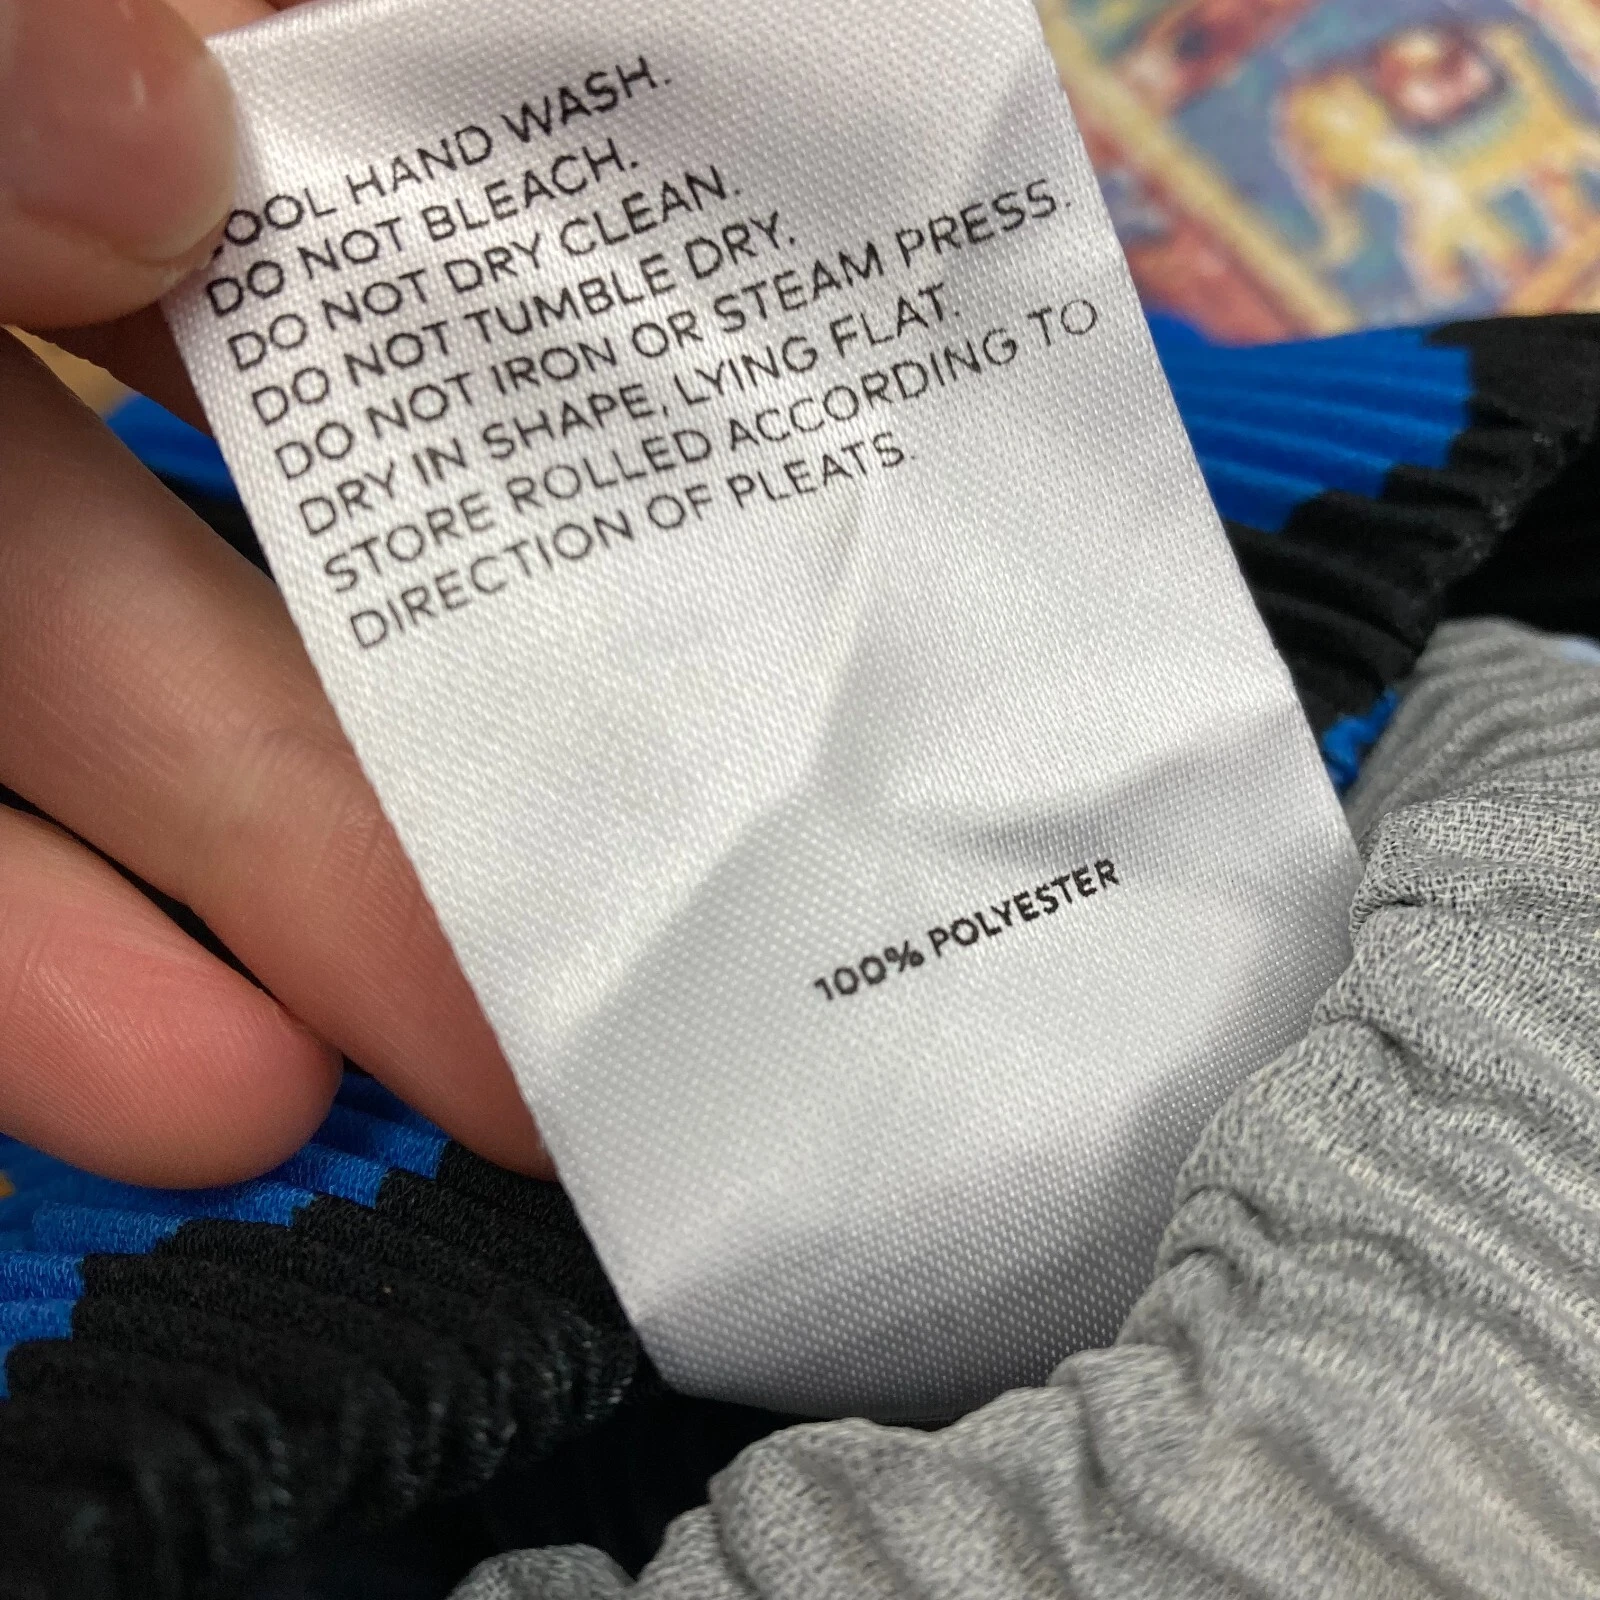 COOL HAND WASH.
DO NOT BLEACH.
DO NOT DRY CLEAN.
DO NOT TUMBLE DRY.
DO NOT IRON OR STEAM PRESS.
DRY IN SHAPE, LYING FLAT.
STORE ROLLED ACCORDING TO
DIRECTION OF PLEATS.
100% POLYESTER